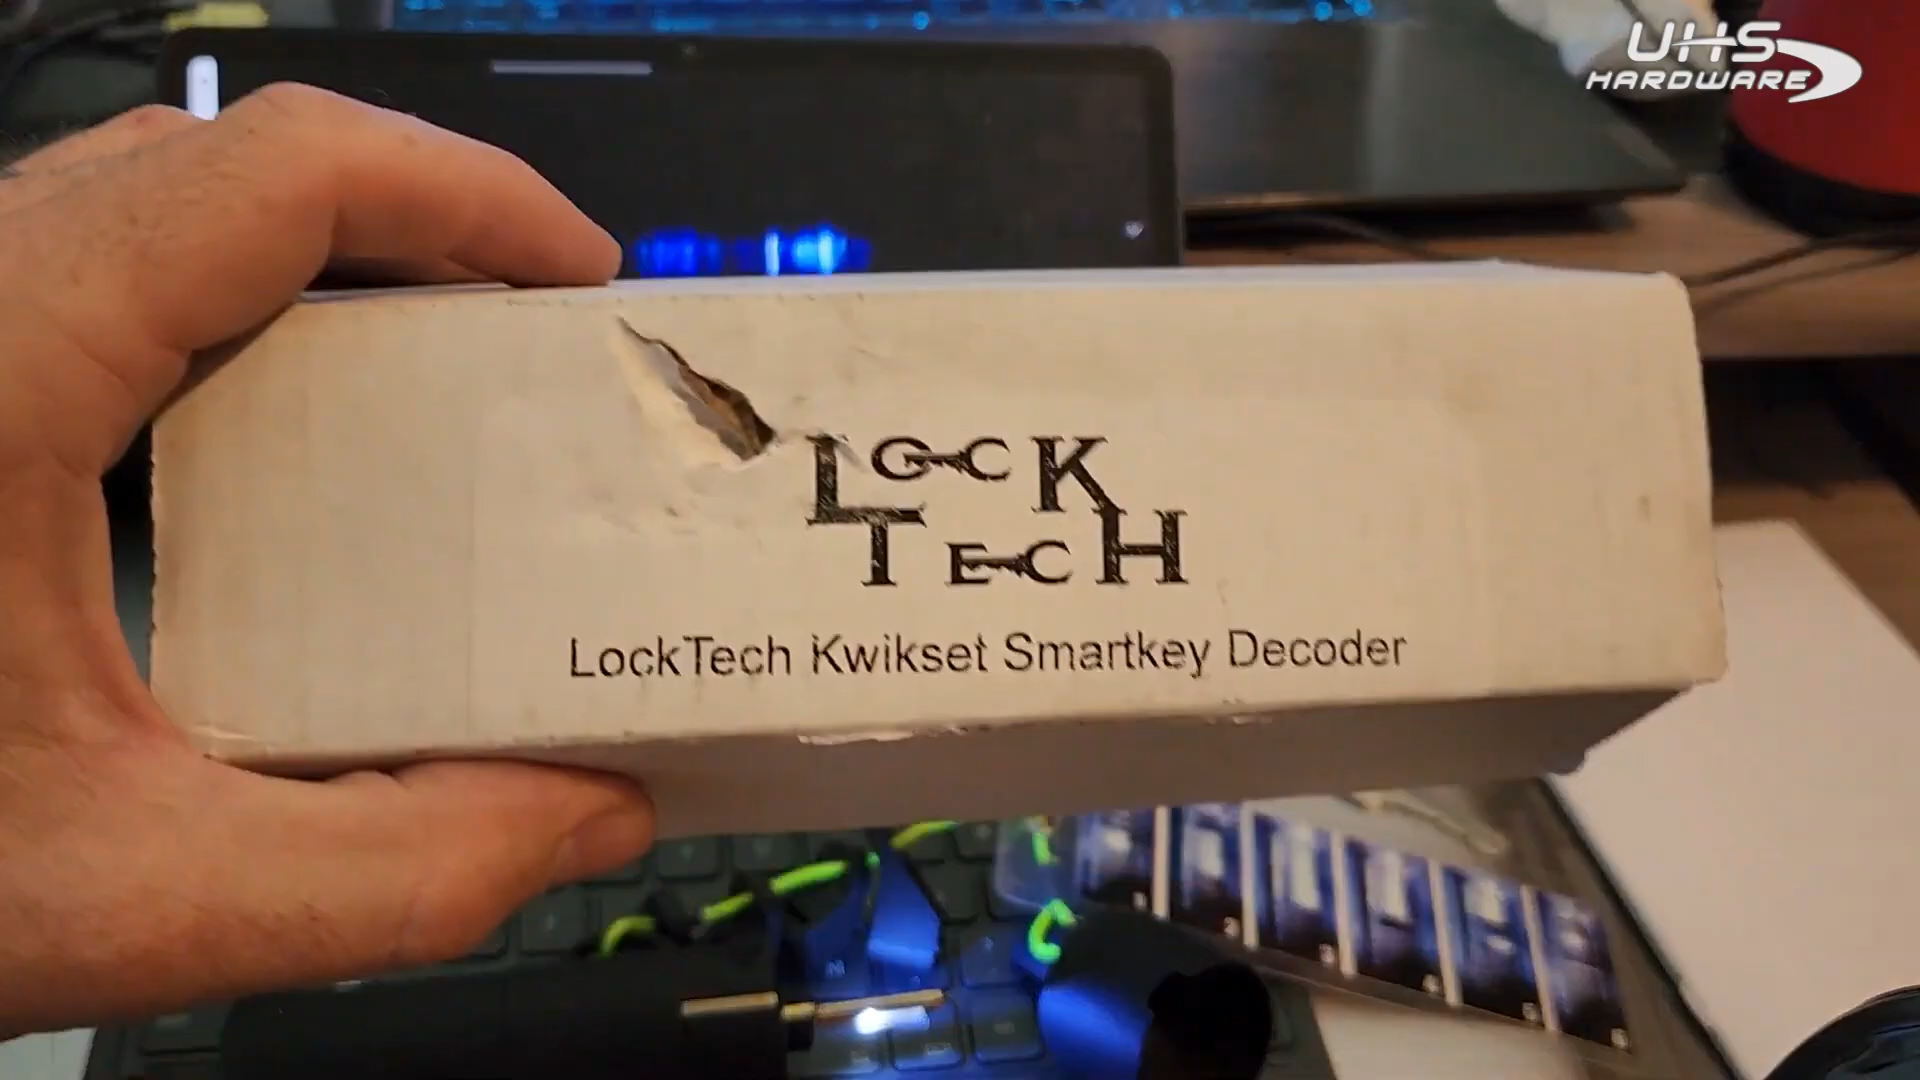 UHS
HARDWARE
LOCK
TECH
LockTech Kwikset Smartkey Decoder